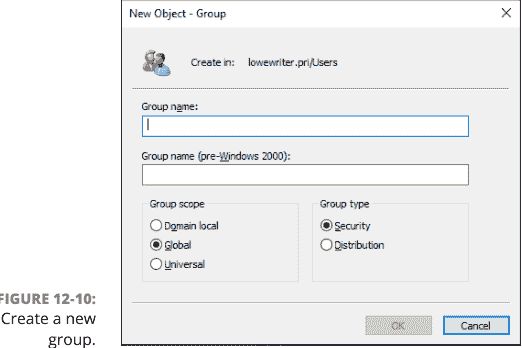 New Object - Group
Create in: lowewriter.pri/Users
Group name:
Group name (pre-Windows 2000):
Group scope
Group type
Domain local
Security
Global
Distribution
Universal
OK
Cancel
FIGURE 12-10:
Create a new
group.